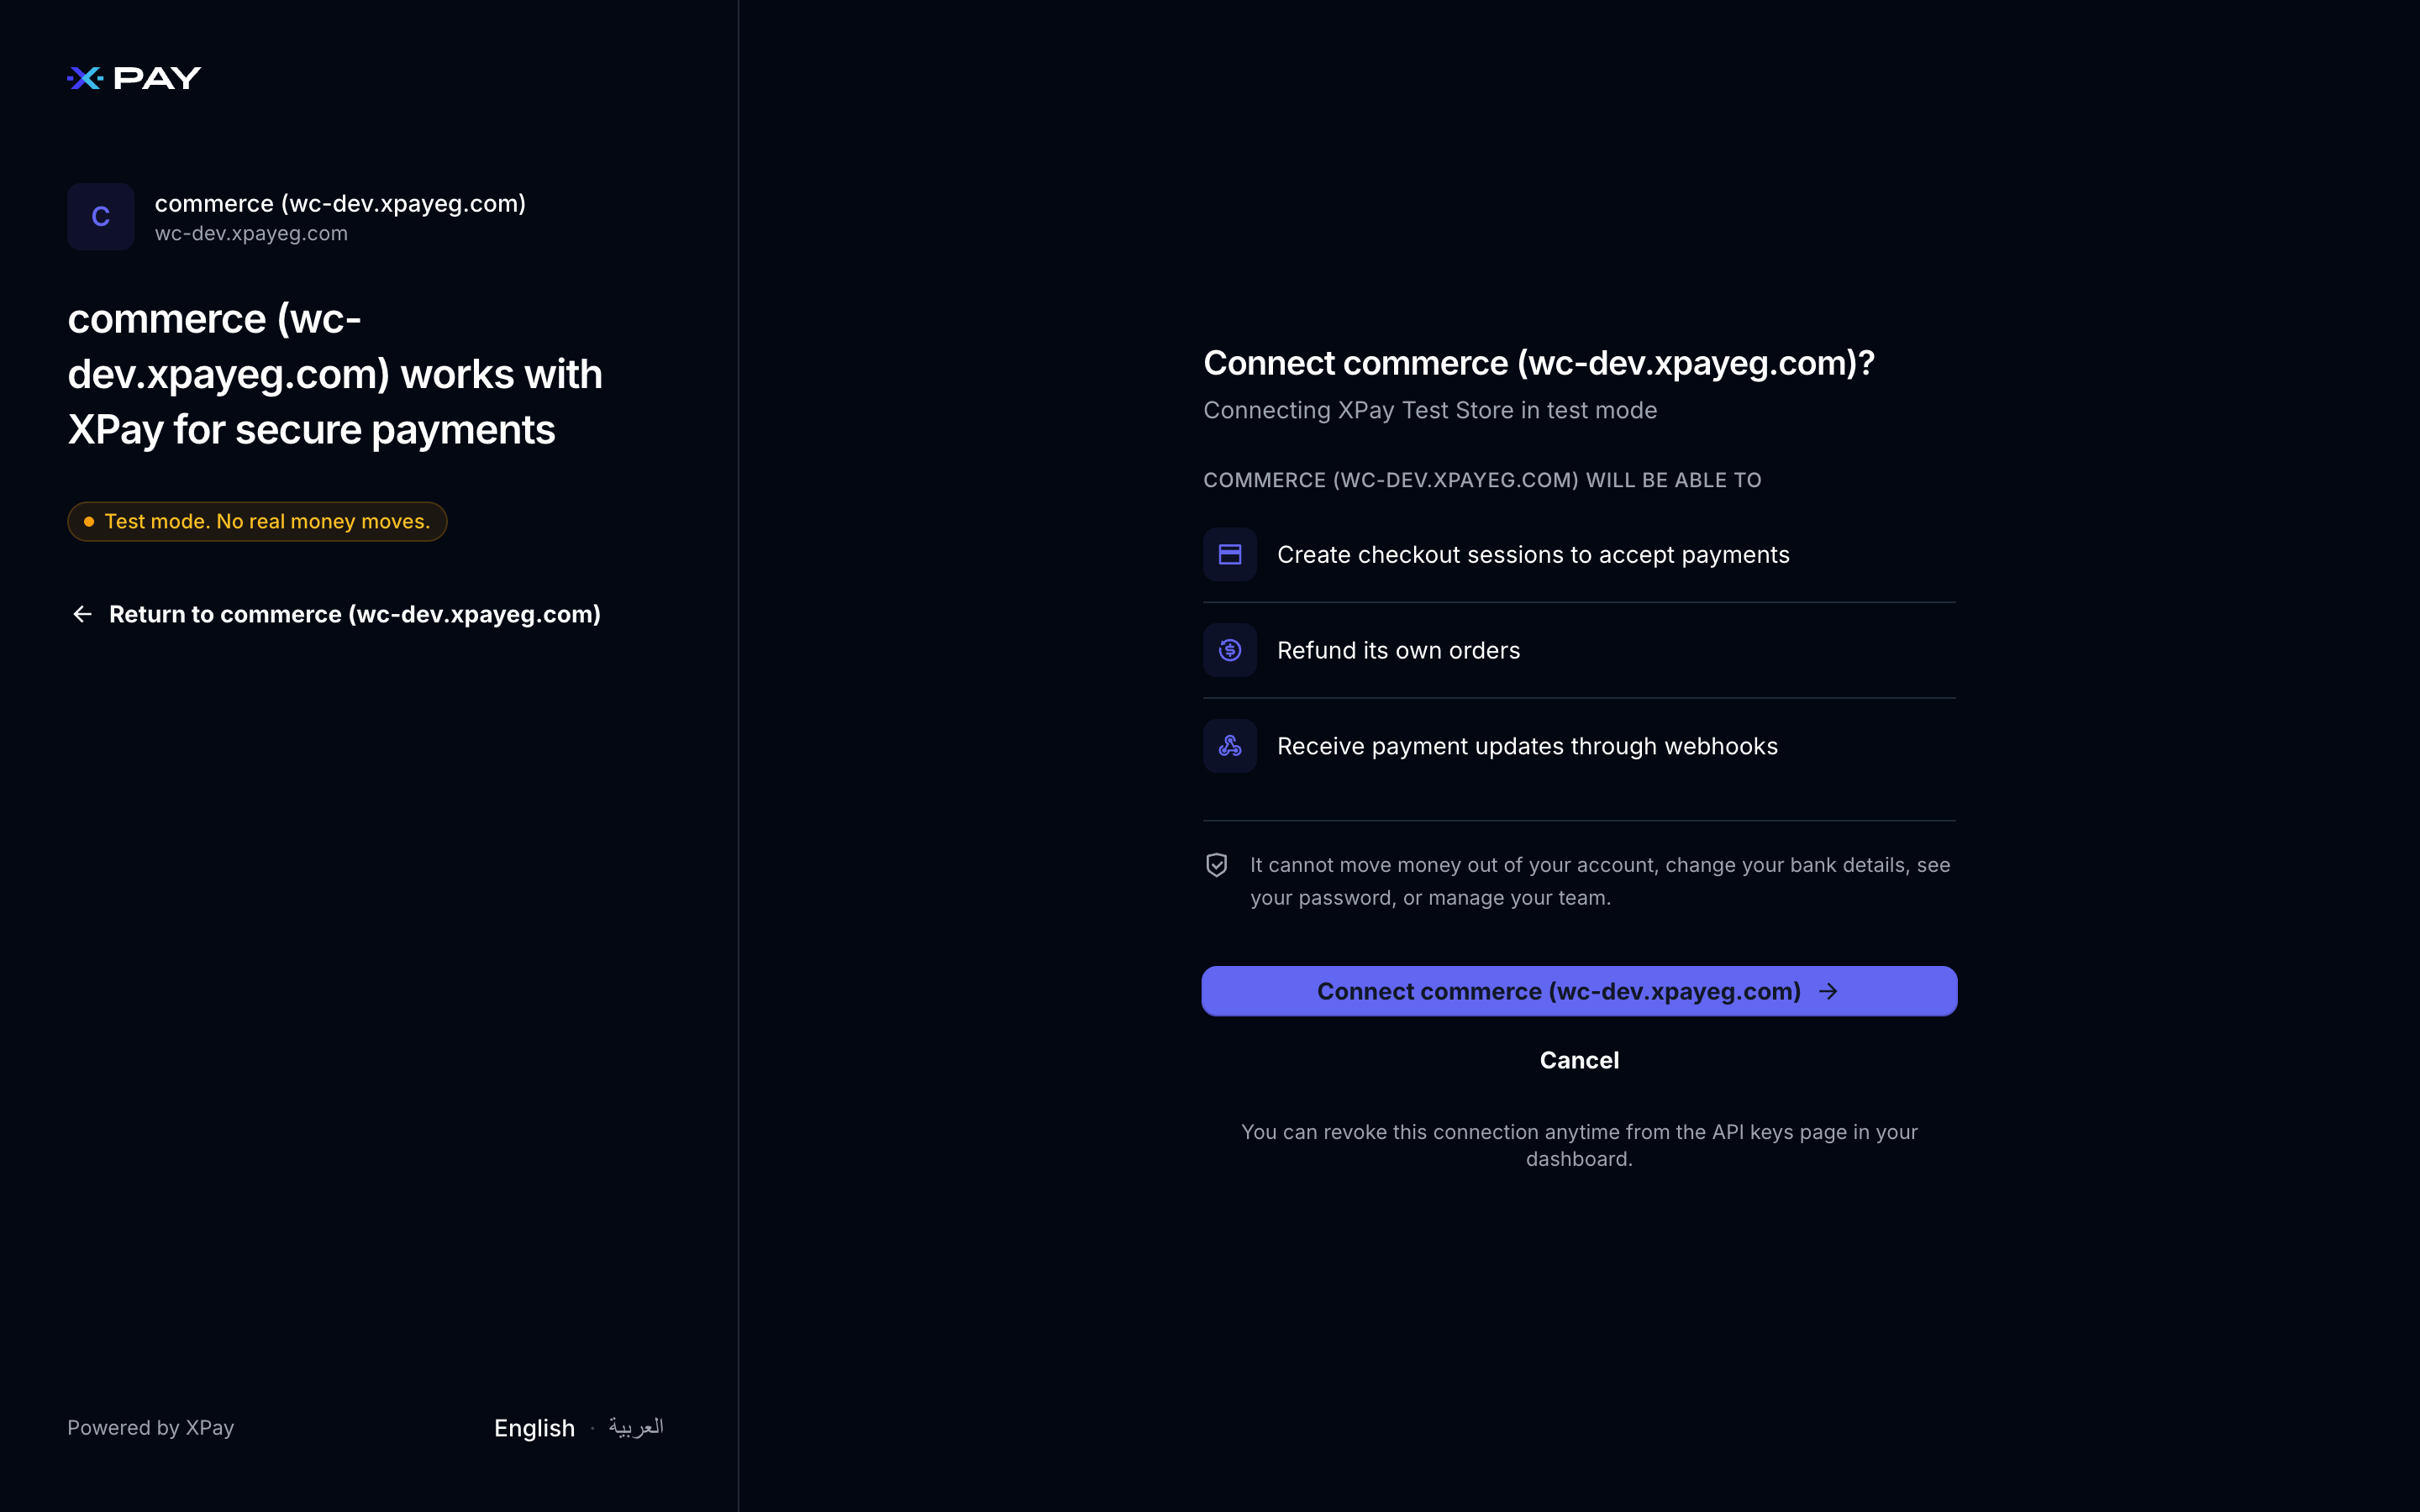 X PAY
C
commerce (wc-dev.xpayeg.com)
wc-dev.xpayeg.com
commerce (wc-
dev.xpayeg.com) works with
XPay for secure payments
Test mode. No real money moves.
Return to commerce (wc-dev.xpayeg.com)
Powered by XPay
English · العربية
Connect commerce (wc-dev.xpayeg.com)?
Connecting XPay Test Store in test mode
COMMERCE (WC-DEV.XPAYEG.COM) WILL BE ABLE TO
Create checkout sessions to accept payments
Refund its own orders
Receive payment updates through webhooks
It cannot move money out of your account, change your bank details, see
your password, or manage your team.
Connect commerce (wc-dev.xpayeg.com)
Cancel
You can revoke this connection anytime from the API keys page in your
dashboard.